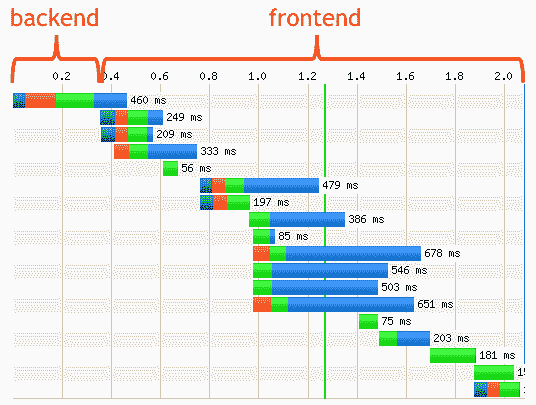 backend frontend
0.2 0.4 0.6 0.8 1.0 1.2 1.4 1.6 1.8 2.0
460 ms
249 ms
209 ms
333 ms
56 ms
479 ms
197 ms
386 ms
85 ms
678 ms
546 ms
503 ms
651 ms
75 ms
203 ms
181 ms